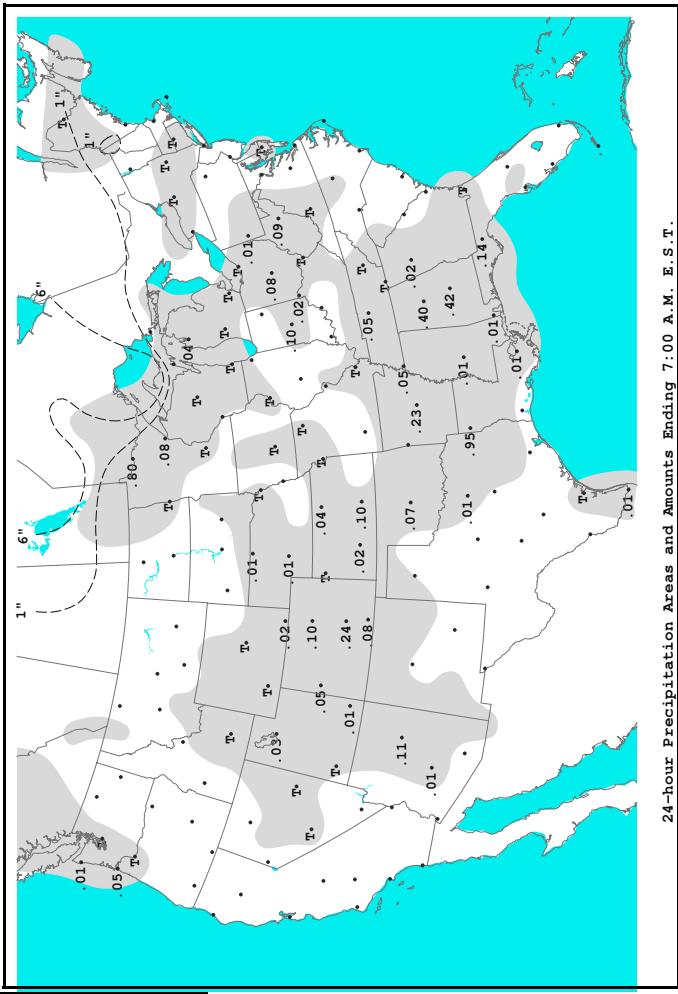 1"
6"
6"
1"
T
.01
1"
T
.05
.80
T
.08
T
T
T
T
.04
T
T
T
T
T
T
T
T
.01
.01
T
T
T
T
.08
T
.03
.09
.02
.01
.10
T
.02
T
T
T
T
.10
.05
.04
T
T
T
.24
.01
T
.02
.10
T
.08
.05
T
.11
.05
.07
.02
.23
.40
.01
.42
.01
T
.01
.95
.14
.01
.01
T
.01
24-hour Precipitation Areas and Amounts Ending 7:00 A.M. E.S.T.